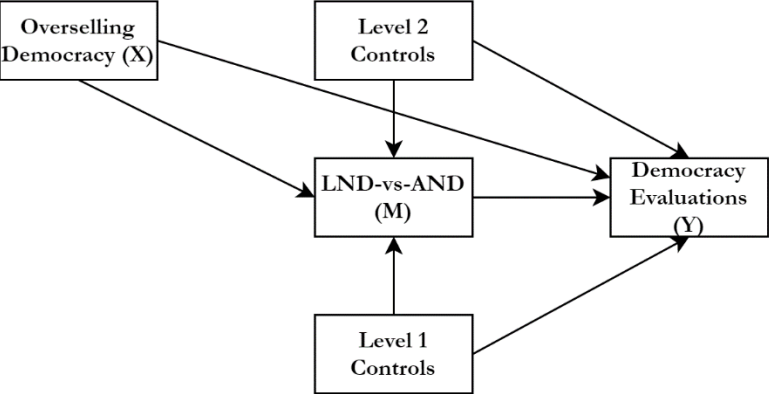 Overselling
Democracy (X)
Level 2
Controls
LND-vs-AND
(M)
Democracy
Evaluations
(Y)
Level 1
Controls